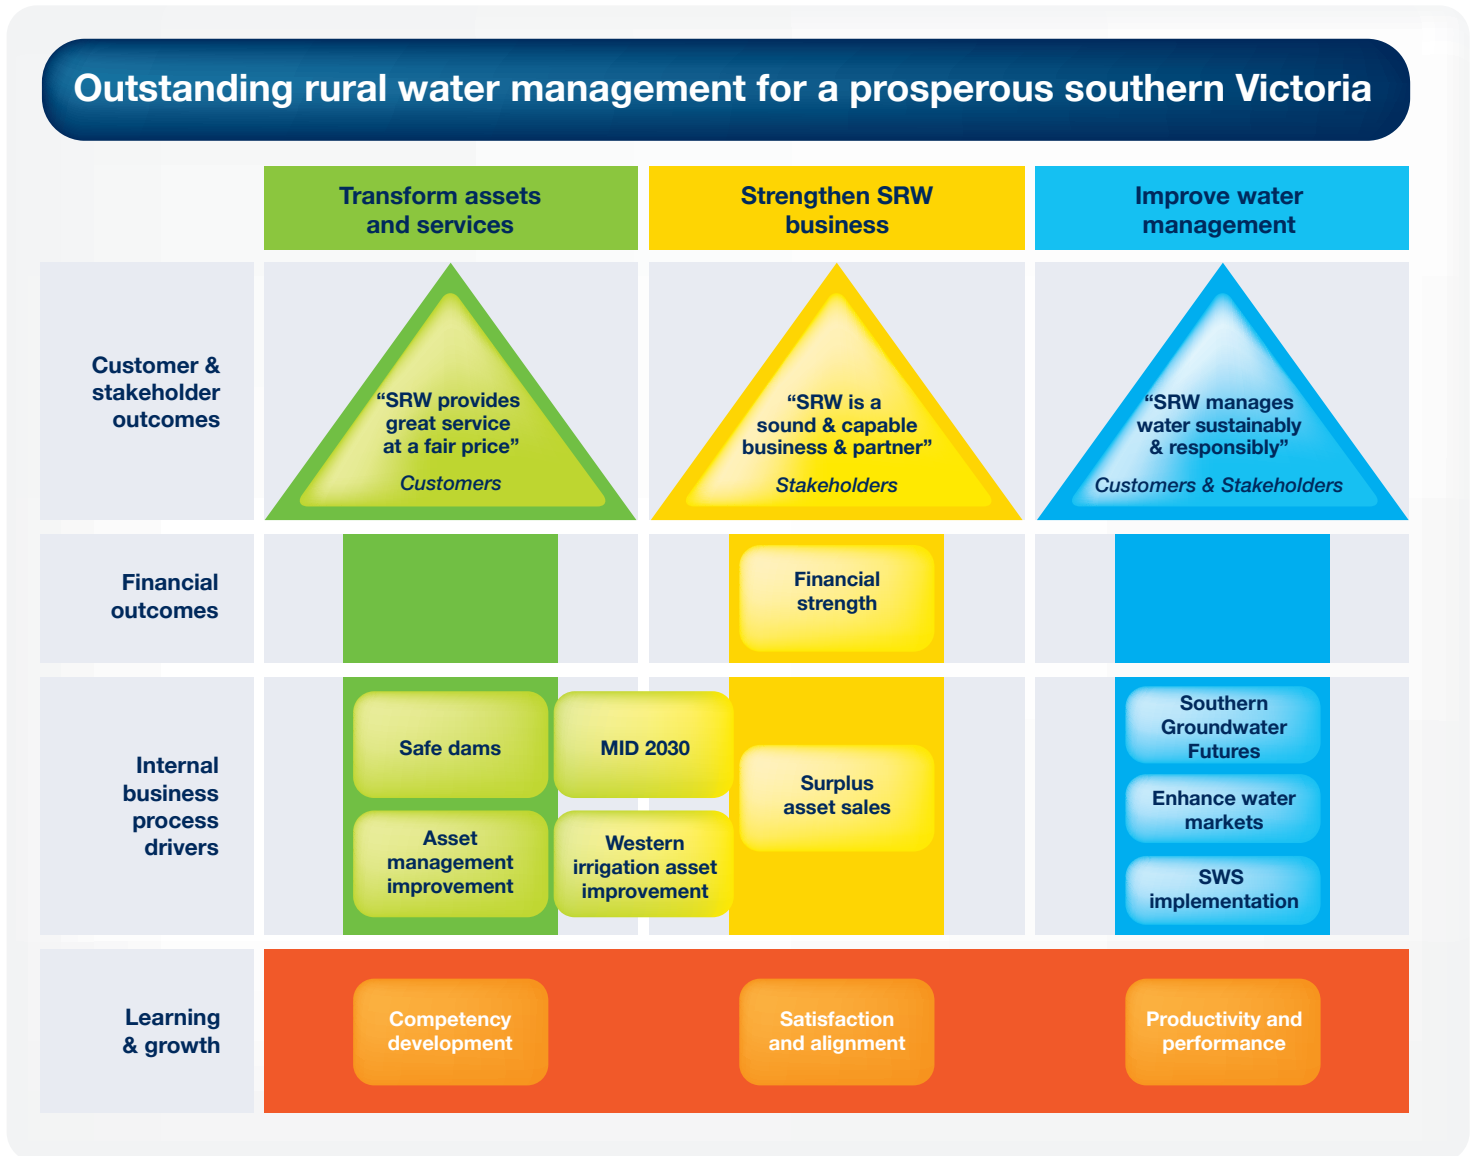 Outstanding rural water management for a prosperous southern Victoria
Transform assets
and services
Strengthen SRW
business
Improve water
management
Customer &
stakeholder
outcomes
“SRW provides
great service
at a fair price”
Customers
“SRW is a
sound & capable
business & partner”
Stakeholders
“SRW manages
water sustainably
& responsibly”
Customers & Stakeholders
Financial
outcomes
Financial
strength
Internal
business
process
drivers
Safe dams
MID 2030
Asset
management
improvement
Western
irrigation asset
improvement
Surplus
asset sales
Southern
Groundwater
Futures
Enhance water
markets
SWS
implementation
Learning
& growth
Competency
development
Satisfaction
and alignment
Productivity and
performance